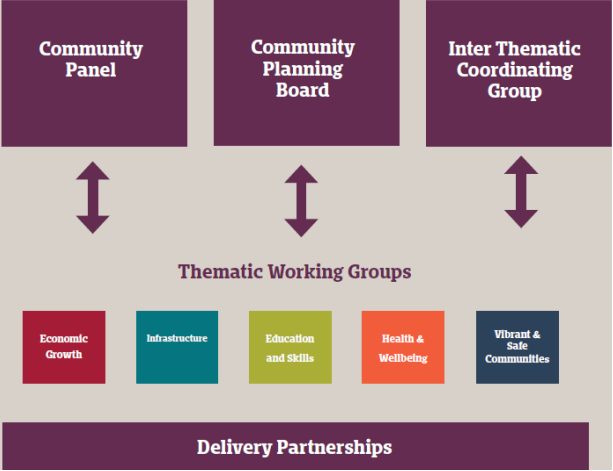 Community
Panel
Community
Planning
Board
Inter Thematic
Coordinating
Group
Thematic Working Groups
Economic
Growth
Infrastructure
Education
and Skills
Health &
Wellbeing
Vibrant &
Safe
Communities
Delivery Partnerships